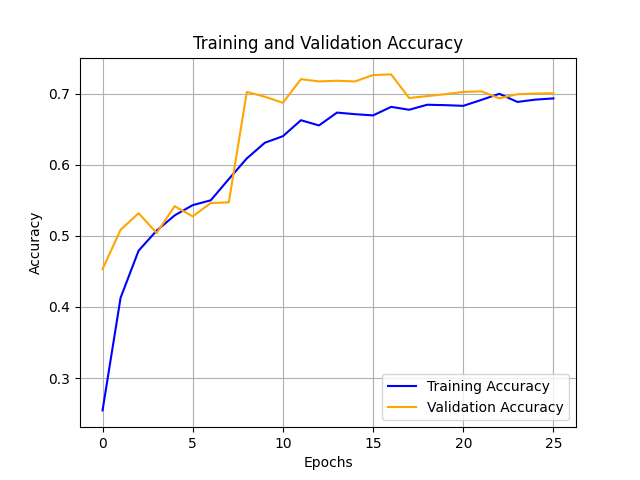 Training and Validation Accuracy
Accuracy
0.7
0.6
0.5
0.4
0.3
0 5 10 15 20 25
Epochs
Training Accuracy
Validation Accuracy